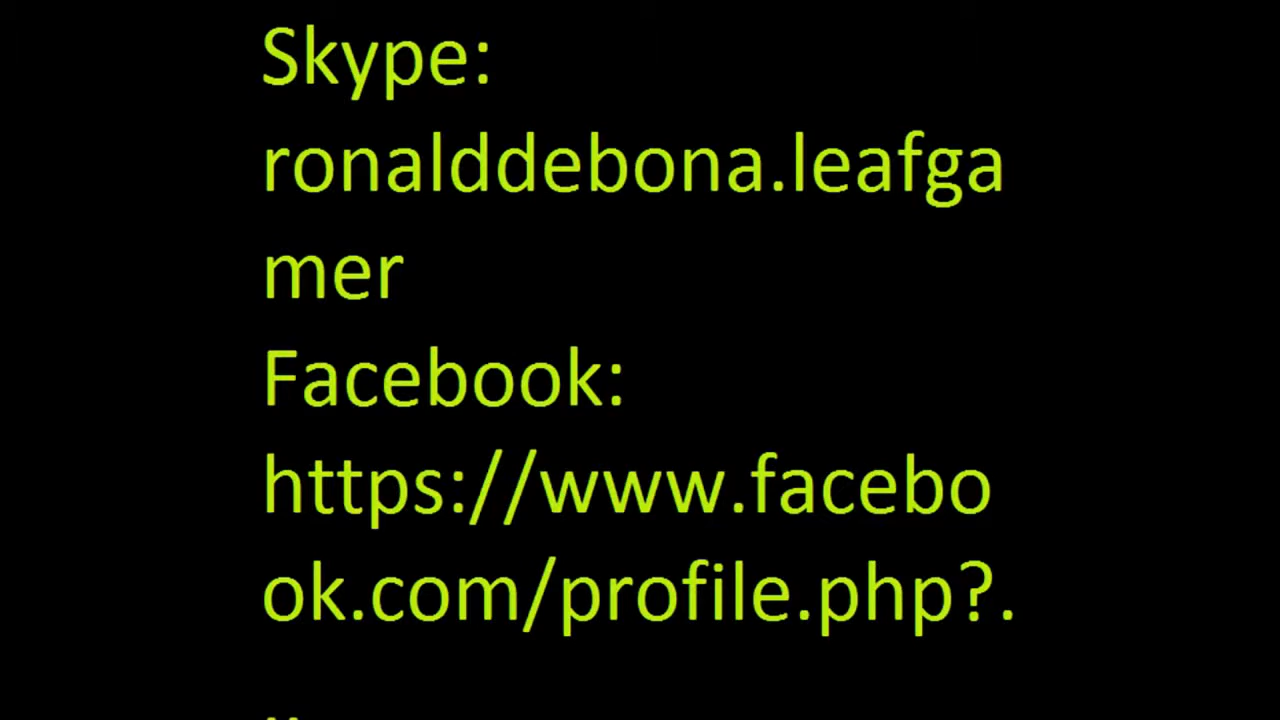 Skype:
ronalddebona.leafga
mer
Facebook:
https://www.facebo
ok.com/profile.php?.
..